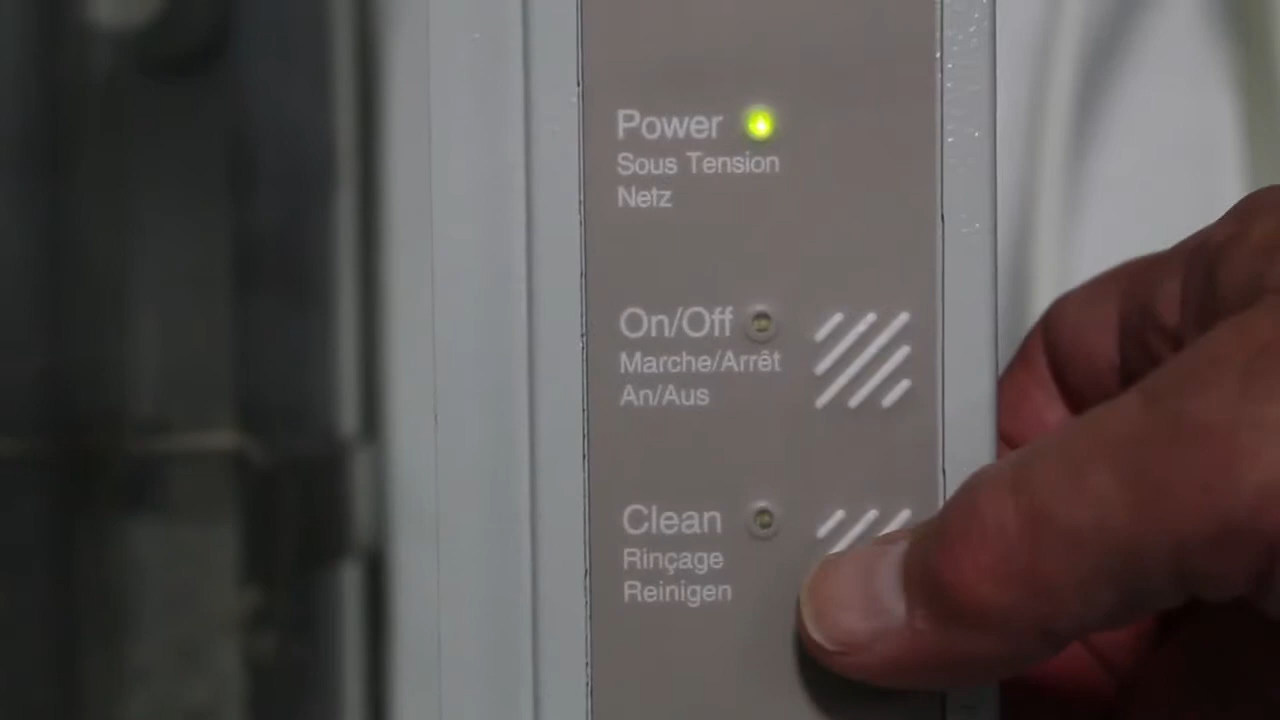 Power
Sous Tension
Netz
On/Off
Marche/Arrêt
An/Aus
Clean
Rinçage
Reinigen